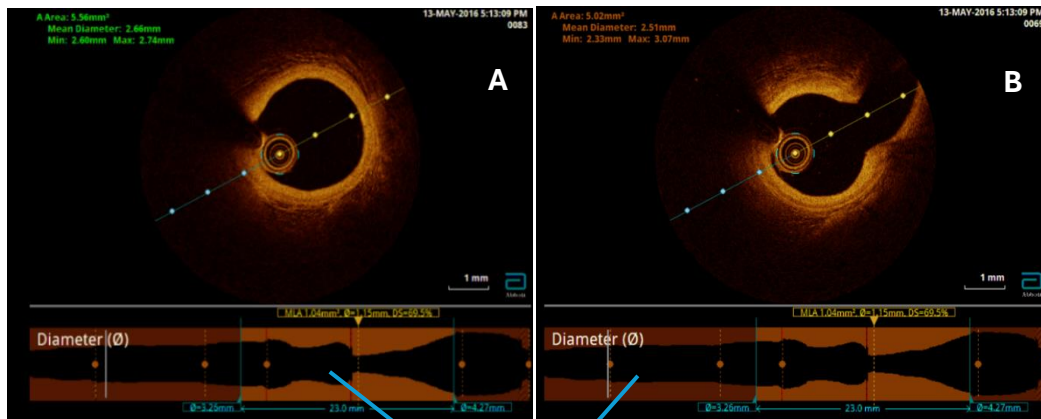 A Area: 5.56mm²
Mean Diameter: 2.66mm
Min: 2.60mm Max: 2.74mm
13-MAY-2016 5:13:09 PM
0083
A
1 mm
MLA 1.04mm², Ø=1.15mm, DS=69.5%
Diameter (Ø)
Ø=3.26mm
23.0 mm
Ø=4.27mm
A Area: 5.02mm²
Mean Diameter: 2.51mm
Min: 2.33mm Max: 3.07mm
13-MAY-2016 5:13:09 PM
B
1 mm
MLA 1.04mm², Ø=1.15mm, DS=69.5%
Diameter (Ø)
Ø=3.26mm
23.0 mm
Ø=4.27mm